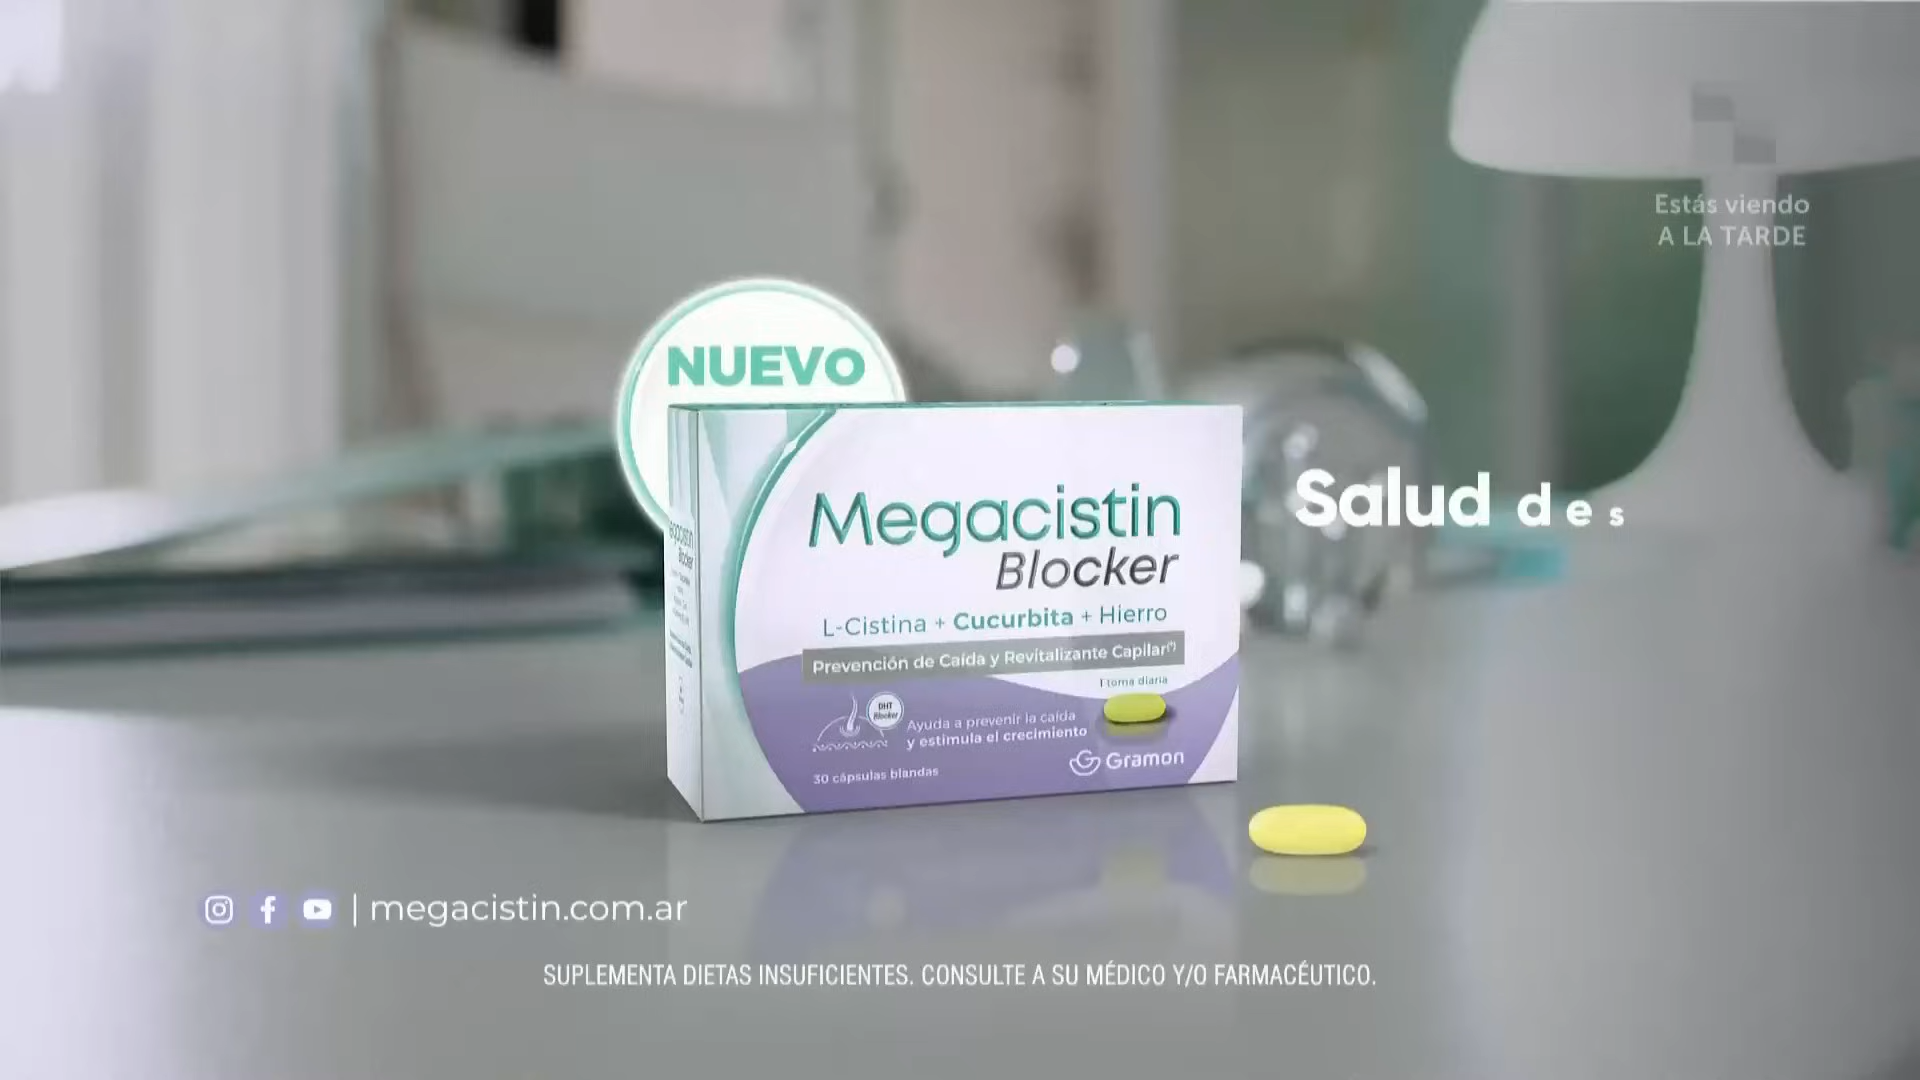 Estás viendo
A LA TARDE
NUEVO
Megacistin
Blocker
L-Cistina + Cucurbita + Hierro
Prevención de Caída y Revitalizante Capilar(*)
1 toma diaria
DHT
Blocker
Ayuda a prevenir la caída
y estimula el crecimiento
30 cápsulas blandas
Gramon
Salud des
| megacistin.com.ar
SUPLEMENTA DIETAS INSUFICIENTES. CONSULTE A SU MÉDICO Y/O FARMACÉUTICO.